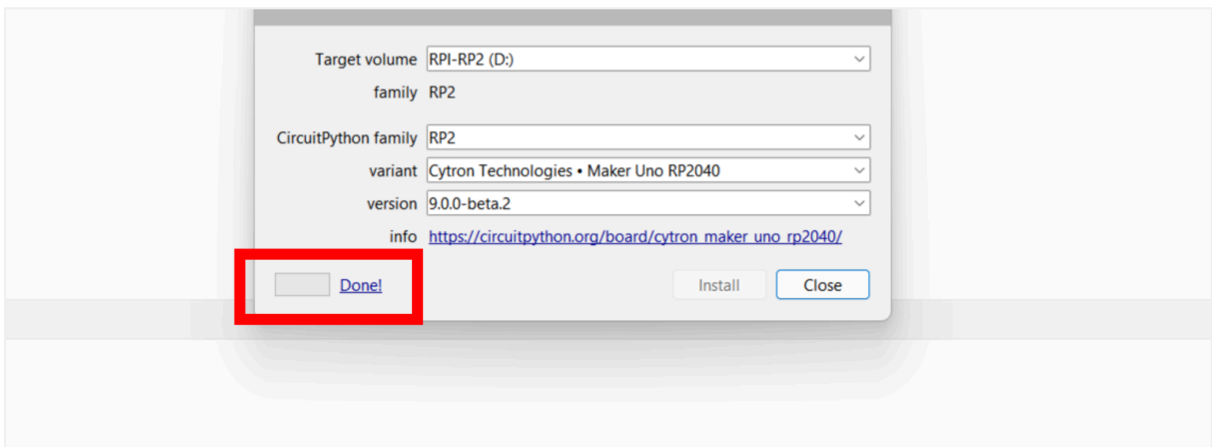 Target volume RPI-RP2 (D:)
family RP2
CircuitPython family RP2
variant Cytron Technologies • Maker Uno RP2040
version 9.0.0-beta.2
info https://circuitpython.org/board/cytron_maker_uno_rp2040/
Done! Install Close